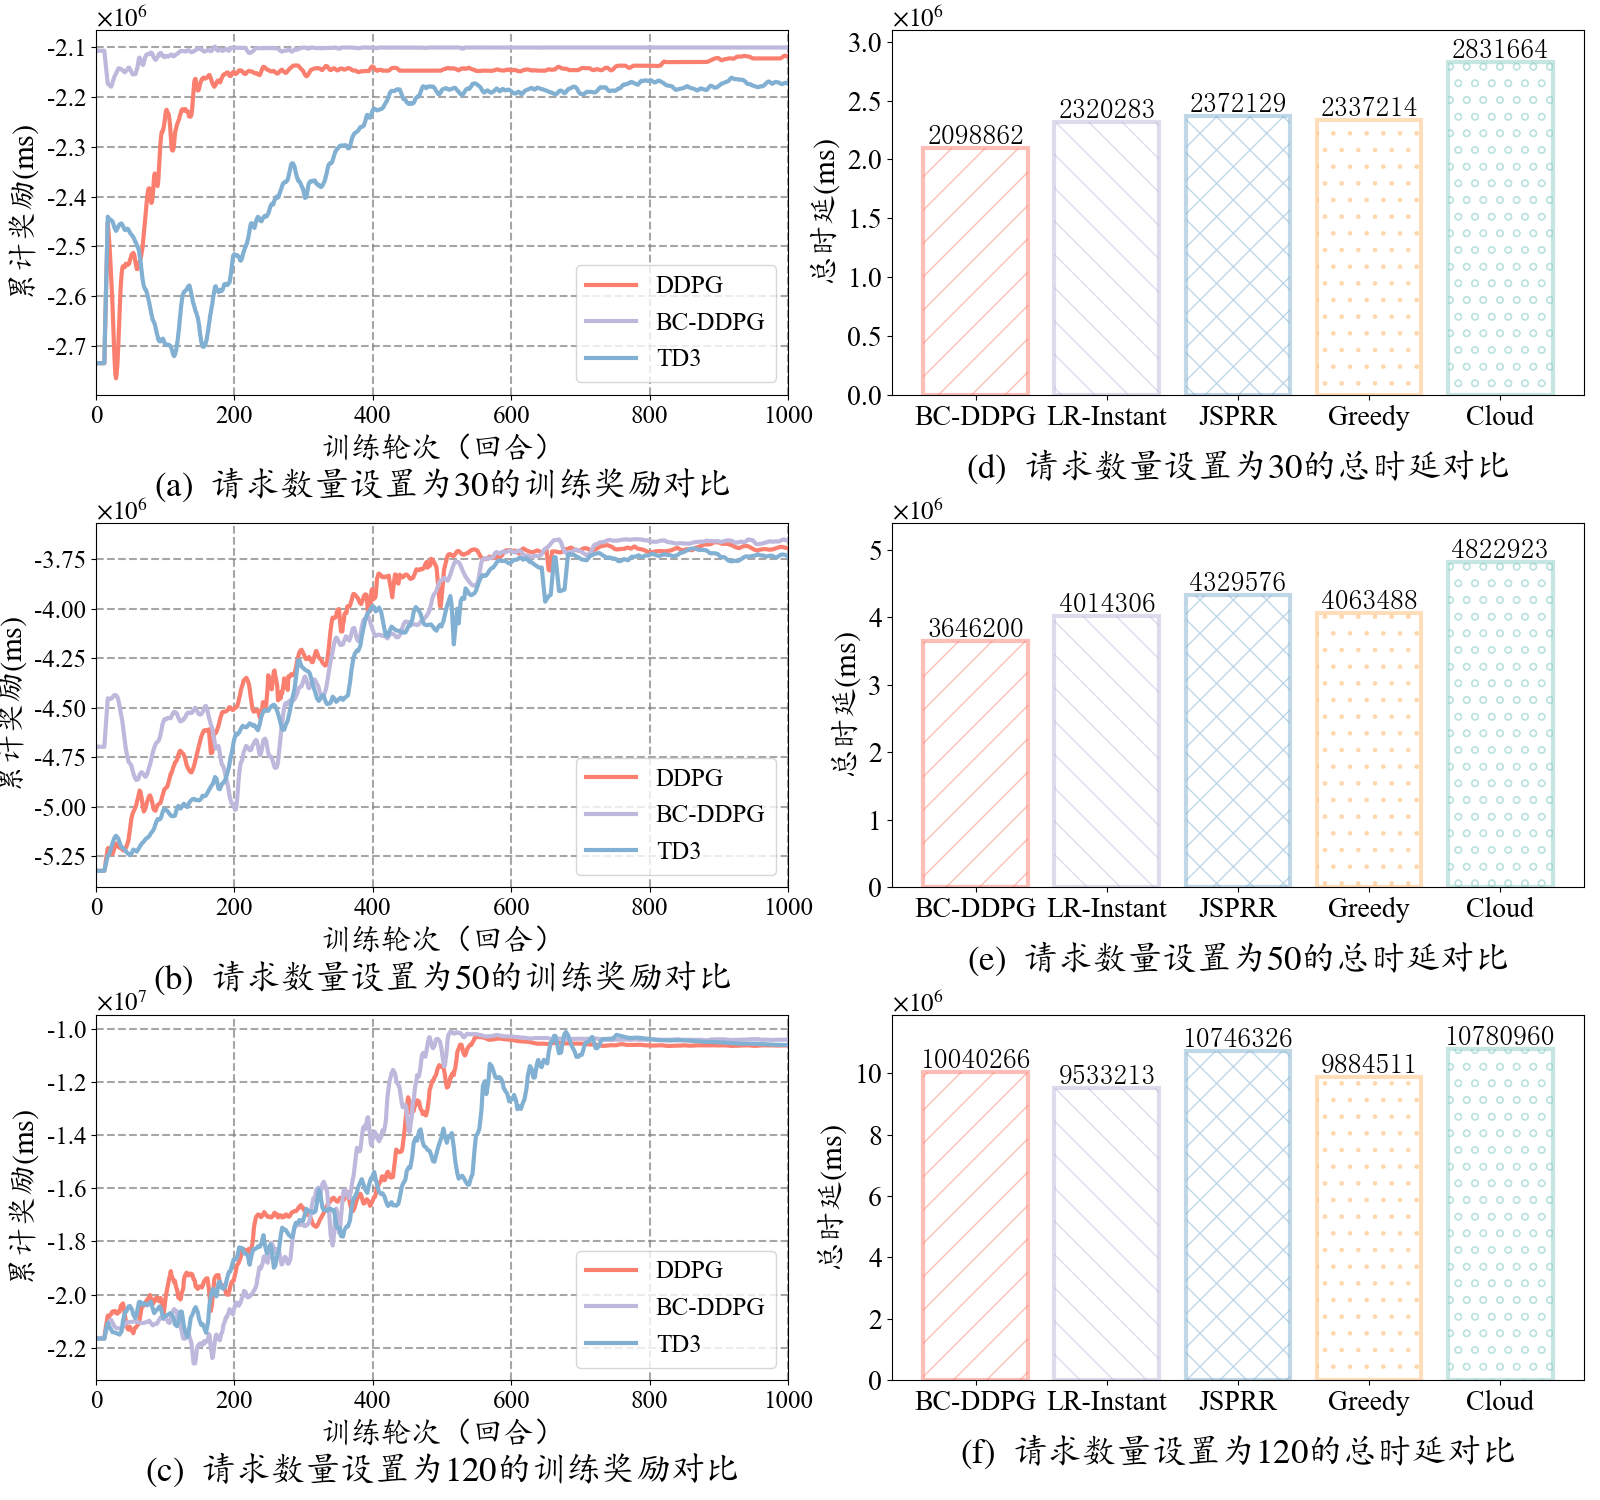 ×10⁶
-2.1
-2.2
-2.3
-2.4
-2.5
-2.6
-2.7
累计奖励(ms)
DDPG
BC-DDPG
TD3
0 200 400 600 800 1000
训练轮次（回合）
(a) 请求数量设置为30的训练奖励对比
×10⁶
3.0
2.5
2.0
1.5
1.0
0.5
0.0
总时延(ms)
2098862 2320283 2372129 2337214 2831664
BC-DDPG LR-Instant JSPRR Greedy Cloud
(d) 请求数量设置为30的总时延对比
×10⁶
-3.75
-4.00
-4.25
-4.50
-4.75
-5.00
-5.25
累计奖励(ms)
DDPG
BC-DDPG
TD3
0 200 400 600 800 1000
训练轮次（回合）
(b) 请求数量设置为50的训练奖励对比
×10⁶
5
4
3
2
1
0
总时延(ms)
3646200 4014306 4329576 4063488 4822923
BC-DDPG LR-Instant JSPRR Greedy Cloud
(e) 请求数量设置为50的总时延对比
×10⁷
-1.0
-1.2
-1.4
-1.6
-1.8
-2.0
-2.2
累计奖励(ms)
DDPG
BC-DDPG
TD3
0 200 400 600 800 1000
训练轮次（回合）
(c) 请求数量设置为120的训练奖励对比
×10⁶
10
8
6
4
2
0
总时延(ms)
10040266 9533213 10746326 9884511 10780960
BC-DDPG LR-Instant JSPRR Greedy Cloud
(f) 请求数量设置为120的总时延对比